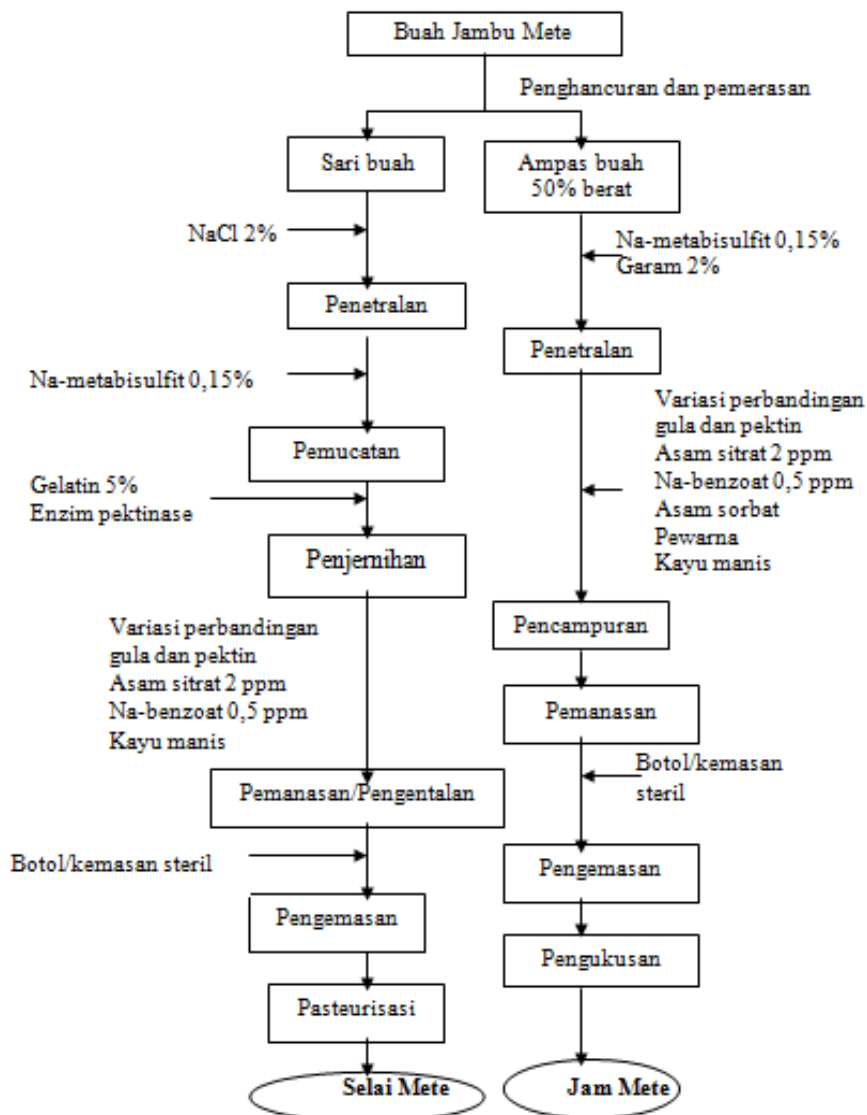 Buah Jambu Mete
Penghancuran dan pemerasan
Sari buah
NaCl 2%
Penetralan
Na-metabisulfit 0,15%
Pemucatan
Gelatin 5%
Enzim pektinase
Penjernihan
Variasi perbandingan
gula dan pektin
Asam sitrat 2 ppm
Na-benzoat 0,5 ppm
Kayu manis
Pemanasan/Pengentalan
Botol/kemasan steril
Pengemasan
Pasteurisasi
Selai Mete
Ampas buah
50% berat
Na-metabisulfit 0,15%
Garam 2%
Penetralan
Variasi perbandingan
gula dan pektin
Asam sitrat 2 ppm
Na-benzoat 0,5 ppm
Asam sorbat
Pewarna
Kayu manis
Pencampuran
Pemanasan
Botol/kemasan
steril
Pengemasan
Pengukusan
Jam Mete